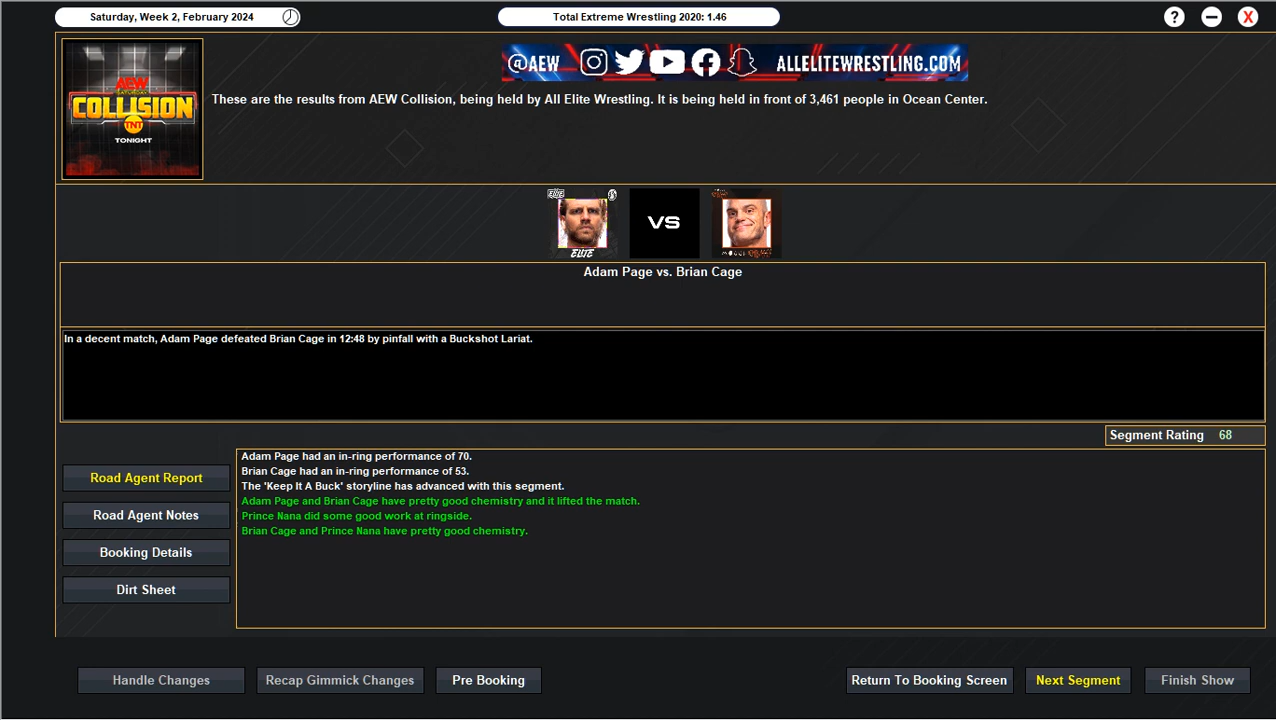 Saturday, Week 2, February 2024
Total Extreme Wrestling 2020: 1.46
?
X
@AEW
ALLELITEWRESTLING.COM
AEW
SATURDAY
COLLISION
TNT
TONIGHT
These are the results from AEW Collision, being held by All Elite Wrestling. It is being held in front of 3,461 people in Ocean Center.
ELITE
ELITE
VS
Adam Page vs. Brian Cage
In a decent match, Adam Page defeated Brian Cage in 12:48 by pinfall with a Buckshot Lariat.
Segment Rating 68
Road Agent Report
Road Agent Notes
Booking Details
Dirt Sheet
Adam Page had an in-ring performance of 70.
Brian Cage had an in-ring performance of 53.
The 'Keep It A Buck' storyline has advanced with this segment.
Adam Page and Brian Cage have pretty good chemistry and it lifted the match.
Prince Nana did some good work at ringside.
Brian Cage and Prince Nana have pretty good chemistry.
Handle Changes
Recap Gimmick Changes
Pre Booking
Return To Booking Screen
Next Segment
Finish Show